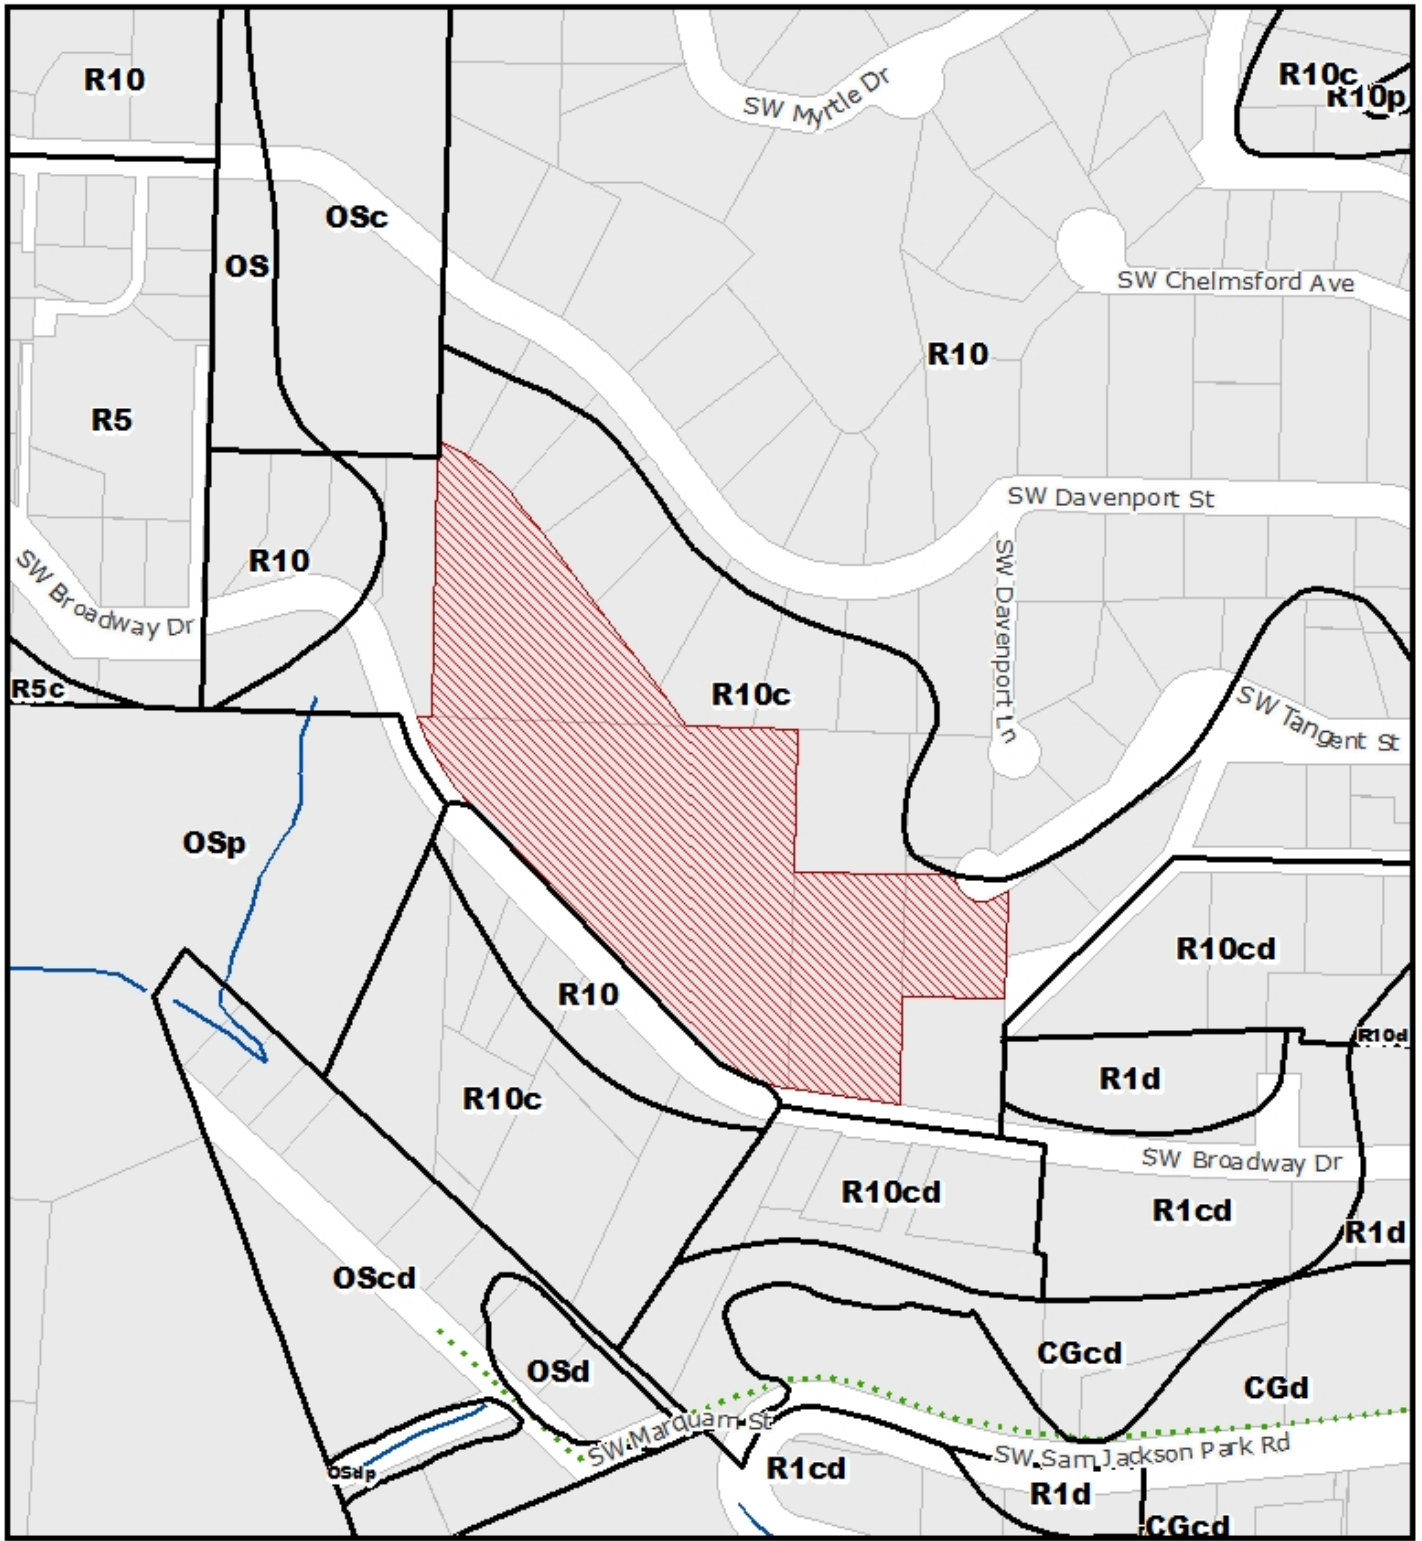 R10
SW Myrtle Dr
R10c
R10p
OSc
OS
SW Chelmsford Ave
R10
R5
SW Davenport St
R10
SW Broadway Dr
SW Davenport Ln
R5c
R10c
SW Tangent St
OSp
R10cd
R10
R10d
R1d
R10c
SW Broadway Dr
R10cd
R1cd
R1d
OScd
CGcd
OSd
CGd
SW Marquam St
SW Sam Jackson Park Rd
OSdp
R1cd
R1d
CGcd